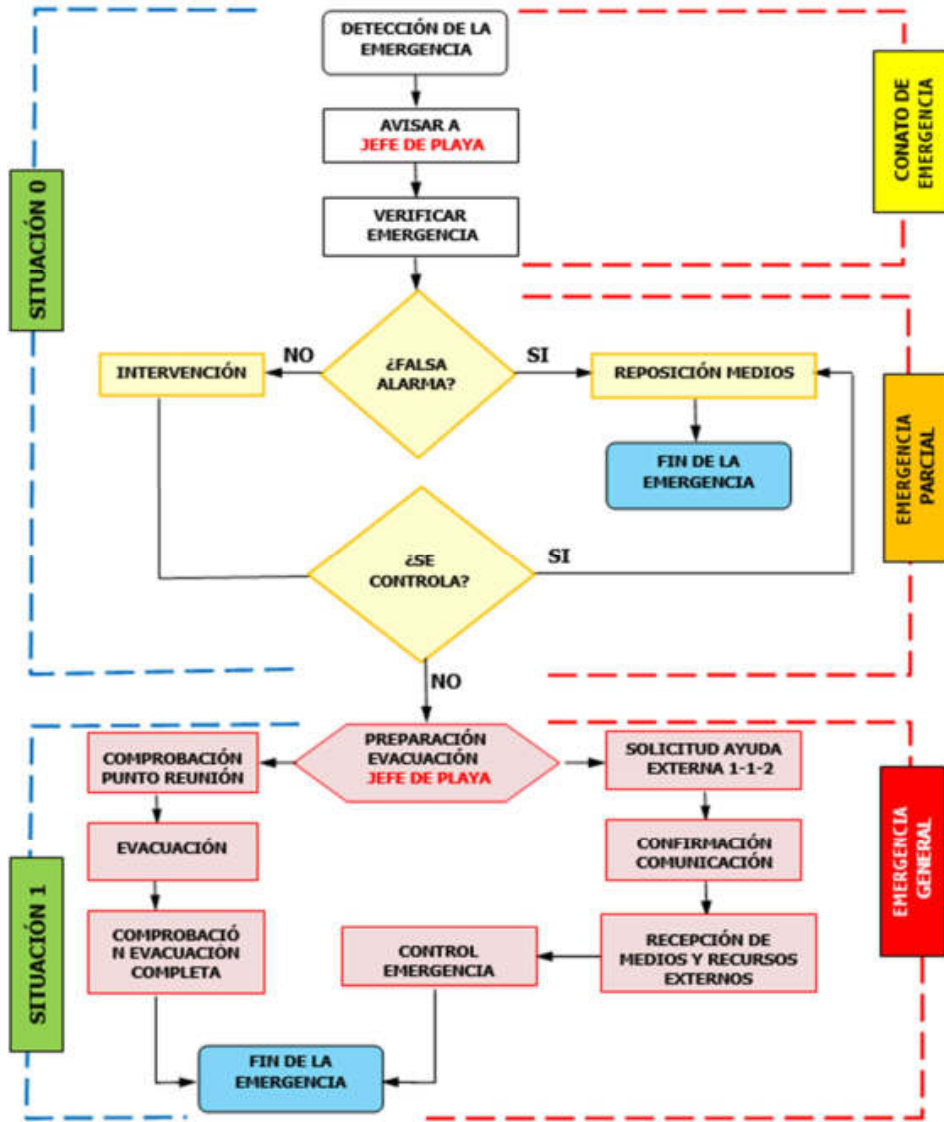 DETECCIÓN DE LA
EMERGENCIA
AVISAR A
JEFE DE PLAYA
VERIFICAR
EMERGENCIA
CONATO DE
EMERGENCIA
SITUACIÓN 0
¿FALSA
ALARMA?
NO
SI
INTERVENCIÓN
REPOSICIÓN MEDIOS
FIN DE LA
EMERGENCIA
EMERGENCIA
PARCIAL
¿SE
CONTROLA?
SI
NO
PREPARACIÓN
EVACUACIÓN
JEFE DE PLAYA
COMPROBACIÓN
PUNTO REUNIÓN
EVACUACIÓN
COMPROBACIÓ
N EVACUACIÓN
COMPLETA
SOLICITUD AYUDA
EXTERNA 1-1-2
CONFIRMACIÓN
COMUNICACIÓN
RECEPCIÓN DE
MEDIOS Y RECURSOS
EXTERNOS
CONTROL
EMERGENCIA
EMERGENCIA
GENERAL
SITUACIÓN 1
FIN DE LA
EMERGENCIA